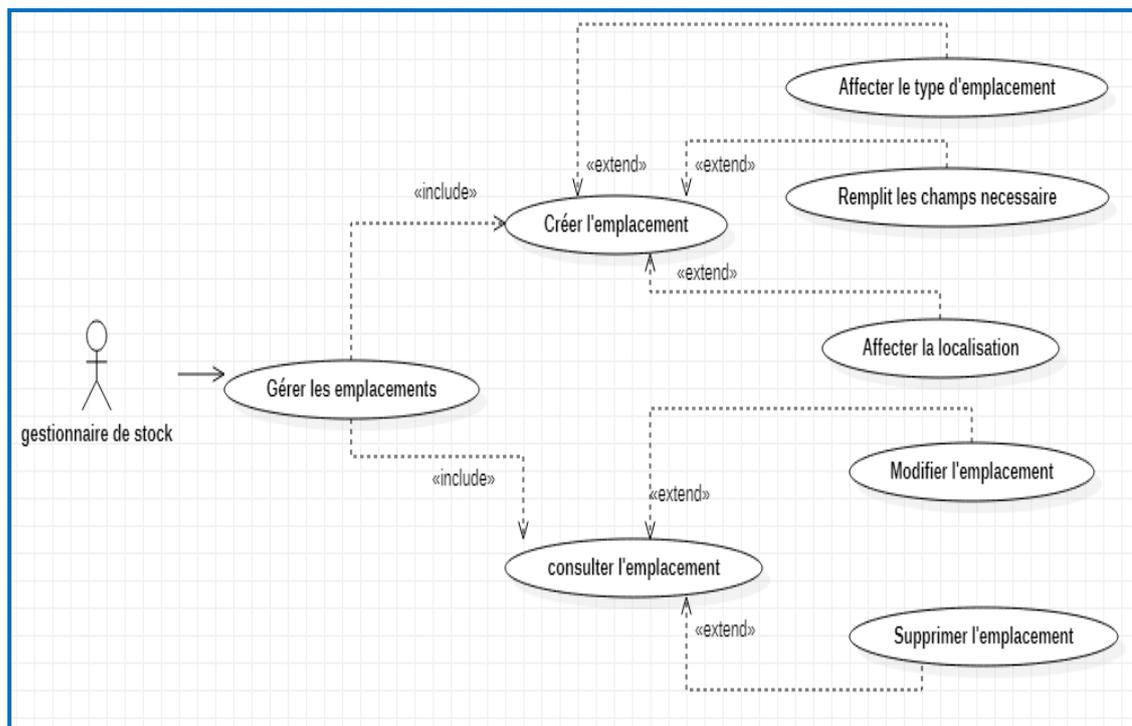 Affecter le type d'emplacement
«extend»
«extend»
Remplit les champs necessaire
«include»
Créer l'emplacement
«extend»
Affecter la localisation
Gérer les emplacements
gestionnaire de stock
Modifier l'emplacement
«include»
«extend»
consulter l'emplacement
«extend»
Supprimer l'emplacement